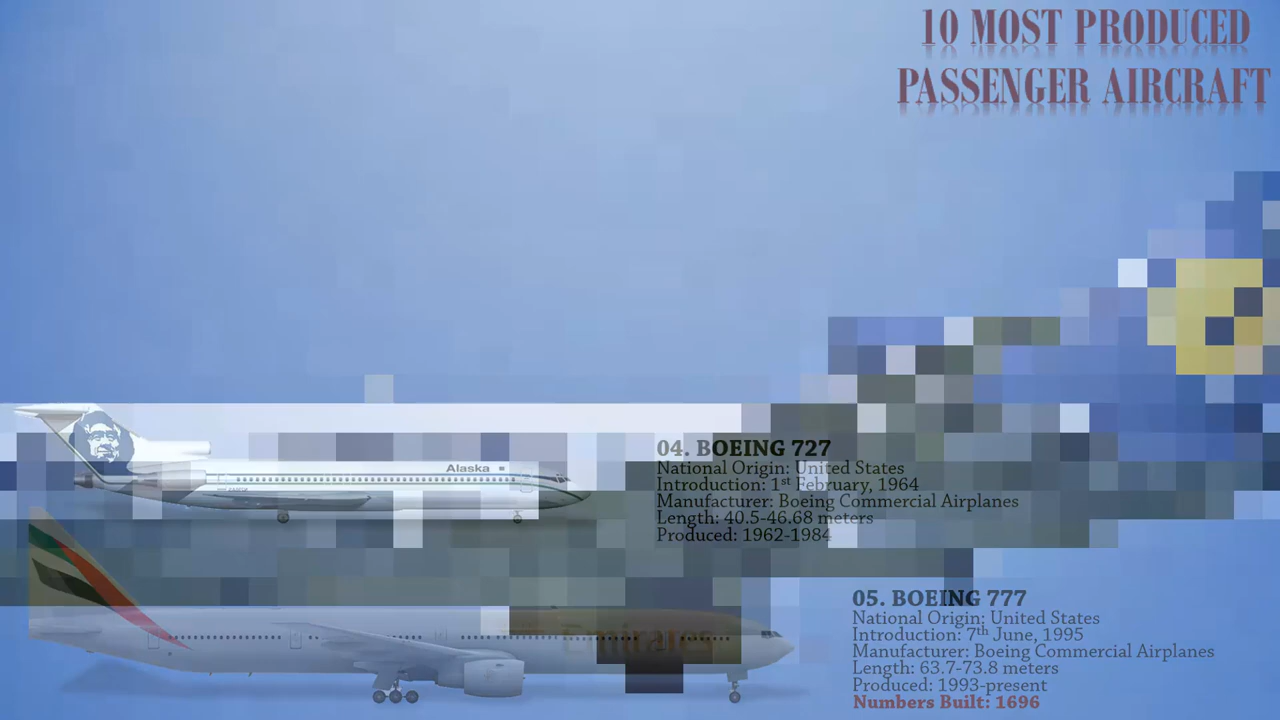 10 MOST PRODUCED
PASSENGER AIRCRAFT
Alaska
04. BOEING 727
National Origin: United States
Introduction: 1st February, 1964
Manufacturer: Boeing Commercial Airplanes
Length: 40.5-46.68 meters
Produced: 1962-1984
Emirates
05. BOEING 777
National Origin: United States
Introduction: 7th June, 1995
Manufacturer: Boeing Commercial Airplanes
Length: 63.7-73.8 meters
Produced: 1993-present
Numbers Built: 1696